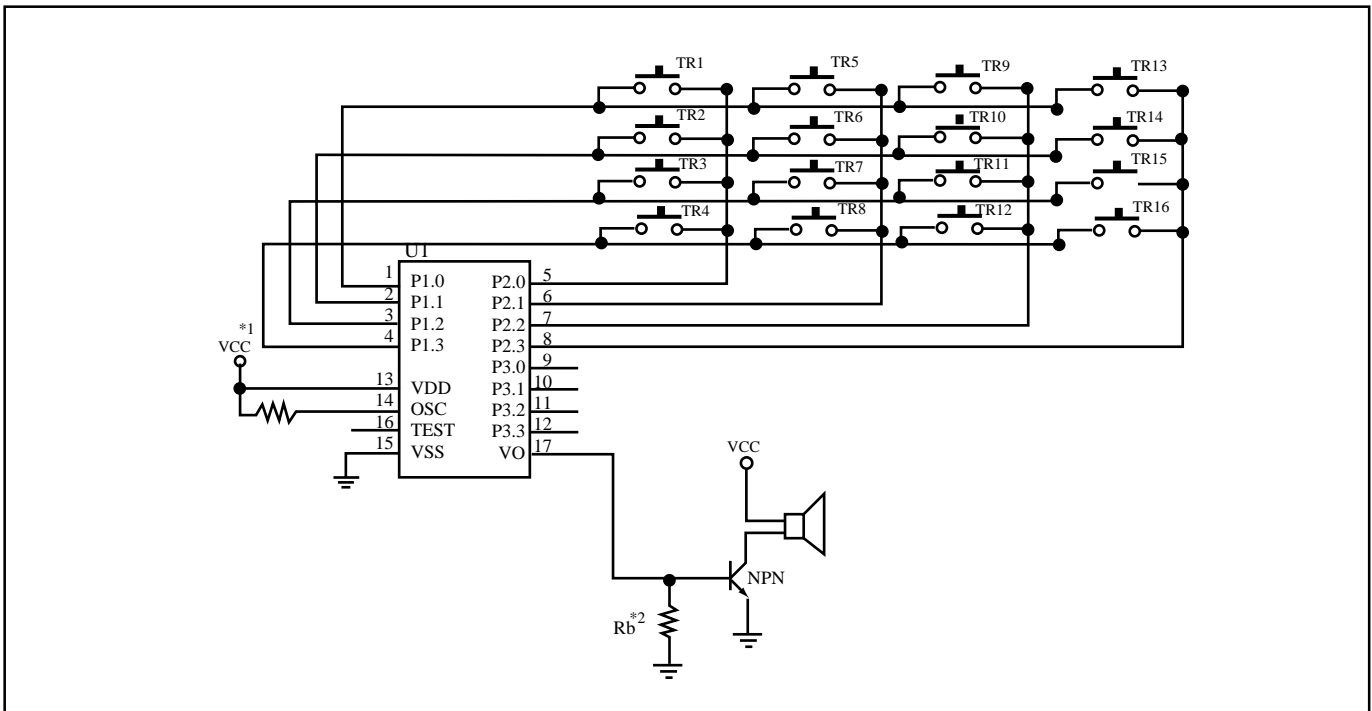 TR1 TR5 TR9 TR13
TR2 TR6 TR10 TR14
TR3 TR7 TR11 TR15
TR4 TR8 TR12 TR16
U1
1 P1.0 P2.0 5
2 P1.1 P2.1 6
3 P1.2 P2.2 7
4 P1.3 P2.3 8
*1
VCC
P3.0 9
13 VDD P3.1 10
14 OSC P3.2 11
16 TEST P3.3 12
15 VSS VO 17
VCC
NPN
Rb*2